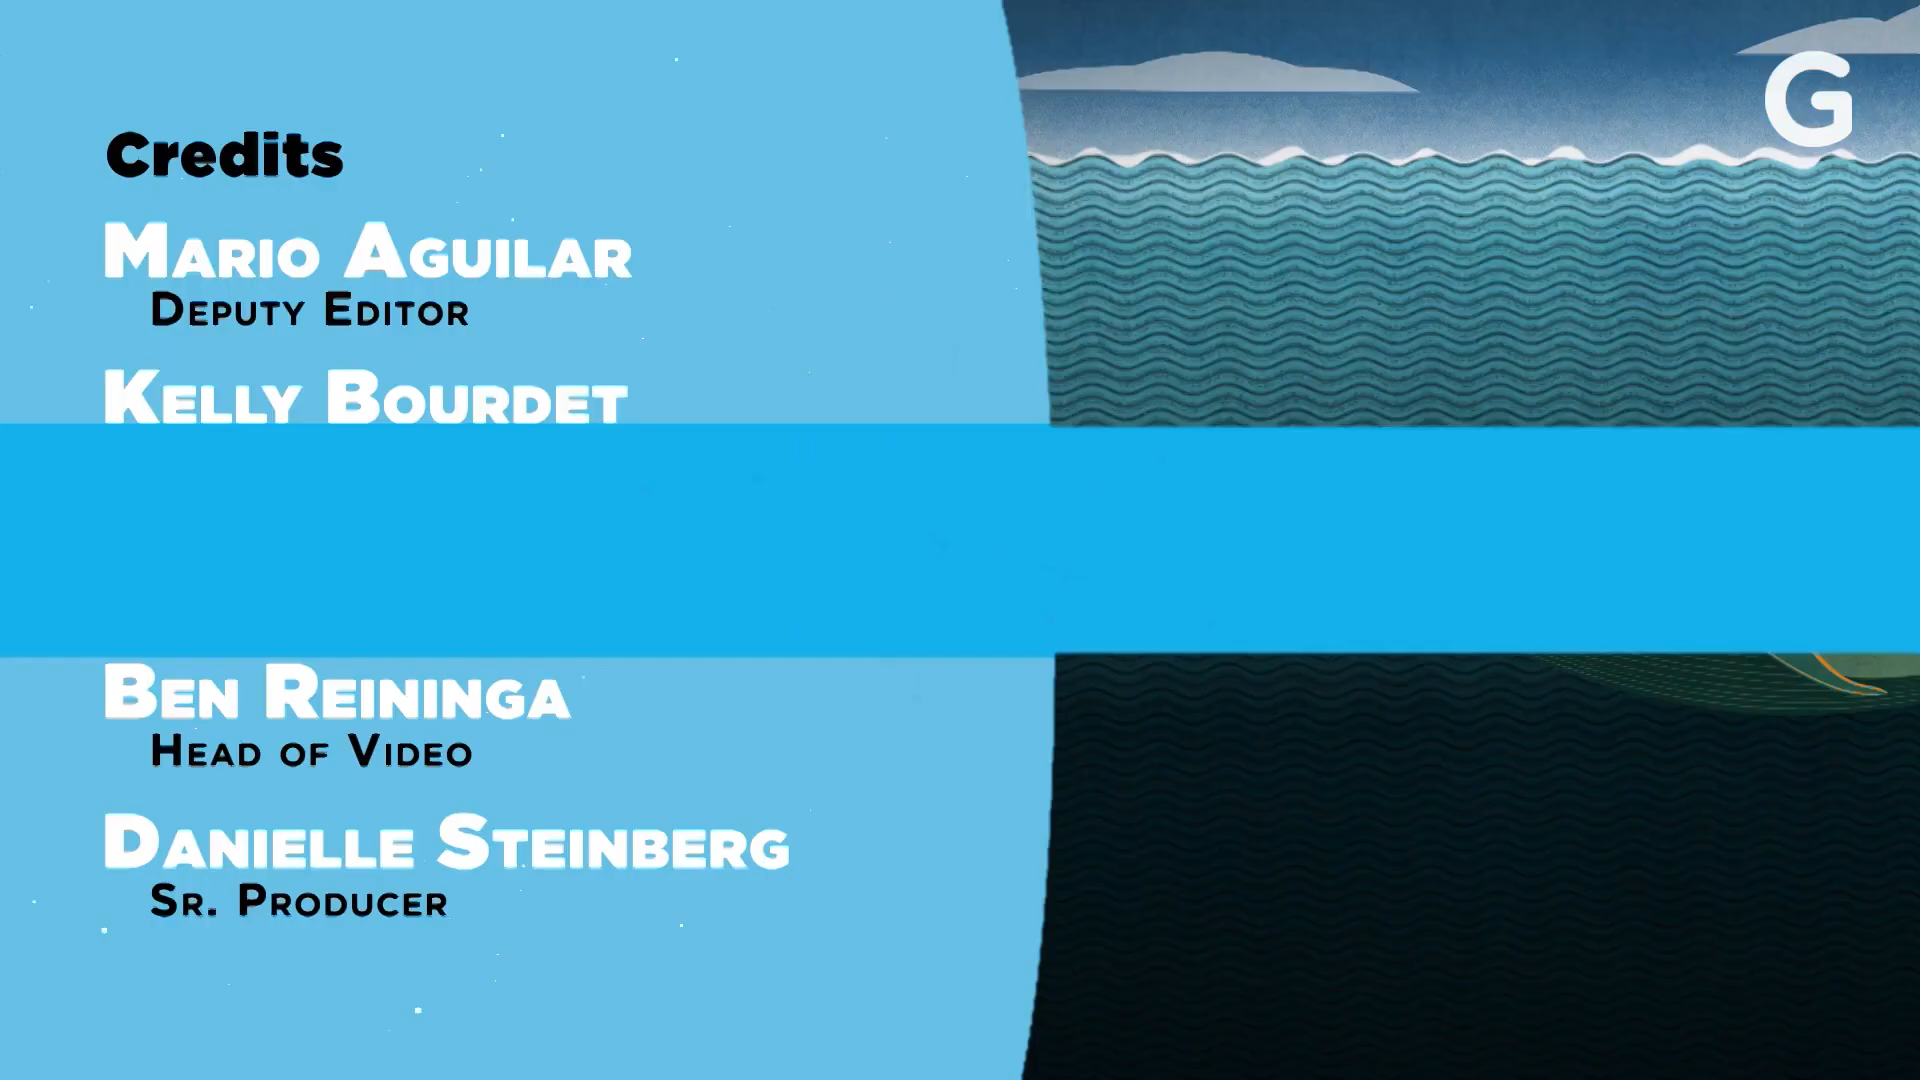 G
Credits
Mario Aguilar
Deputy Editor
Kelly Bourdet
Ben Reininga
Head of Video
Danielle Steinberg
Sr. Producer